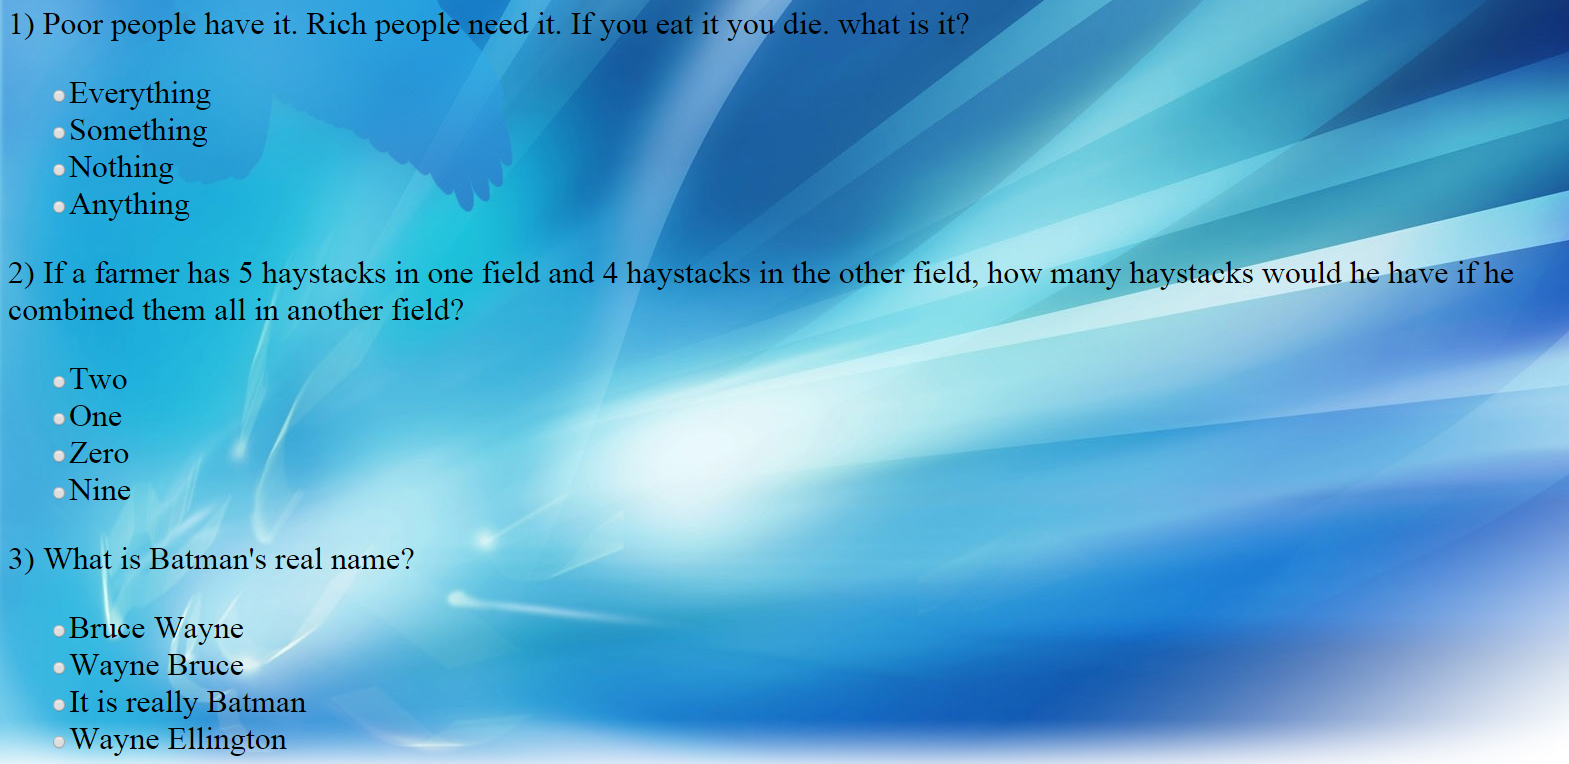 1) Poor people have it. Rich people need it. If you eat it you die. what is it?
Everything
Something
Nothing
Anything
2) If a farmer has 5 haystacks in one field and 4 haystacks in the other field, how many haystacks would he have if he
combined them all in another field?
Two
One
Zero
Nine
3) What is Batman's real name?
Bruce Wayne
Wayne Bruce
It is really Batman
Wayne Ellington